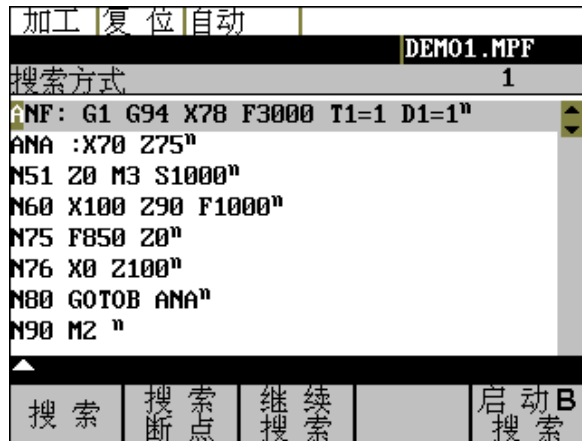 加工 复 位 自动
DEMO1.MPF
搜索方式 1
ANF: G1 G94 X78 F3000 T1=1 D1=1ⁿ
ANA :X70 Z75ⁿ
N51 Z0 M3 S1000ⁿ
N60 X100 Z90 F1000ⁿ
N75 F850 Z0ⁿ
N76 X0 Z100ⁿ
N80 GOTOB ANAⁿ
N90 M2 ⁿ
搜 索
搜 索
断 点
继 续
搜 索
启 动 B
搜 索